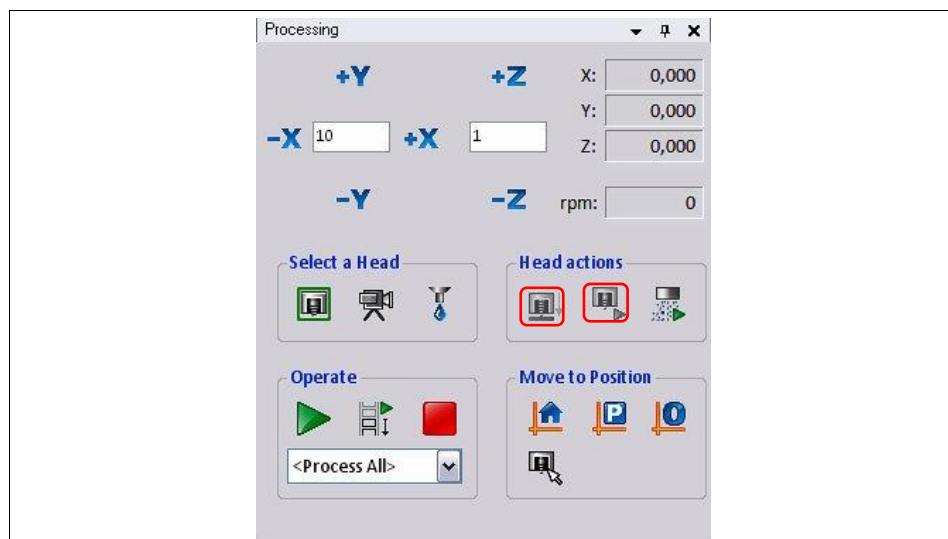 Processing
+Y +Z X: 0,000
Y: 0,000
-X 10 +X 1
Z: 0,000
-Y -Z rpm: 0
Select a Head Head actions
Operate Move to Position
P 0
<Process All>